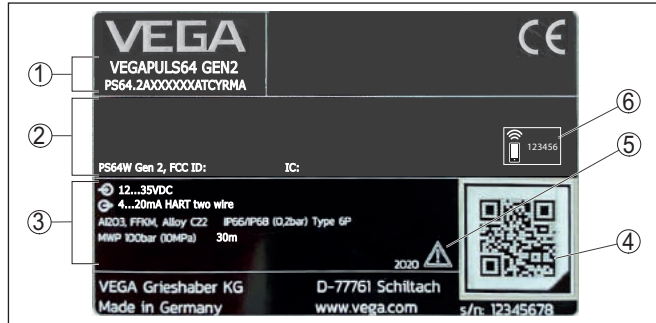 VEGA
CE
VEGAPULS64 GEN2
PS64.2AXXXXXXATCYRMA
1
2
6
123456
5
PS64W Gen 2, FCC ID: IC:
12...35VDC
4...20mA HART two wire
3
Al2O3, FFKM, Alloy C22 IP66/IP68 (0,2bar) Type 6P
MWP 100bar (10MPa) 30m
4
2020
VEGA Grieshaber KG D-77761 Schiltach
Made in Germany www.vega.com s/n: 12345678